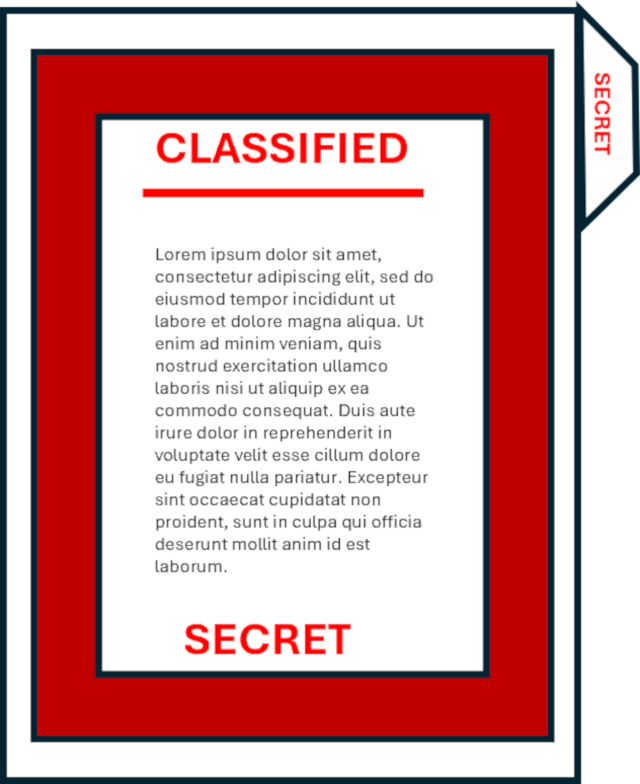 CLASSIFIED
SECRET
Lorem ipsum dolor sit amet,
consectetur adipiscing elit, sed do
eiusmod tempor incididunt ut
labore et dolore magna aliqua. Ut
enim ad minim veniam, quis
nostrud exercitation ullamco
laboris nisi ut aliquip ex ea
commodo consequat. Duis aute
irure dolor in reprehenderit in
voluptate velit esse cillum dolore
eu fugiat nulla pariatur. Excepteur
sint occaecat cupidatat non
proident, sunt in culpa qui officia
deserunt mollit anim id est
laborum.
SECRET